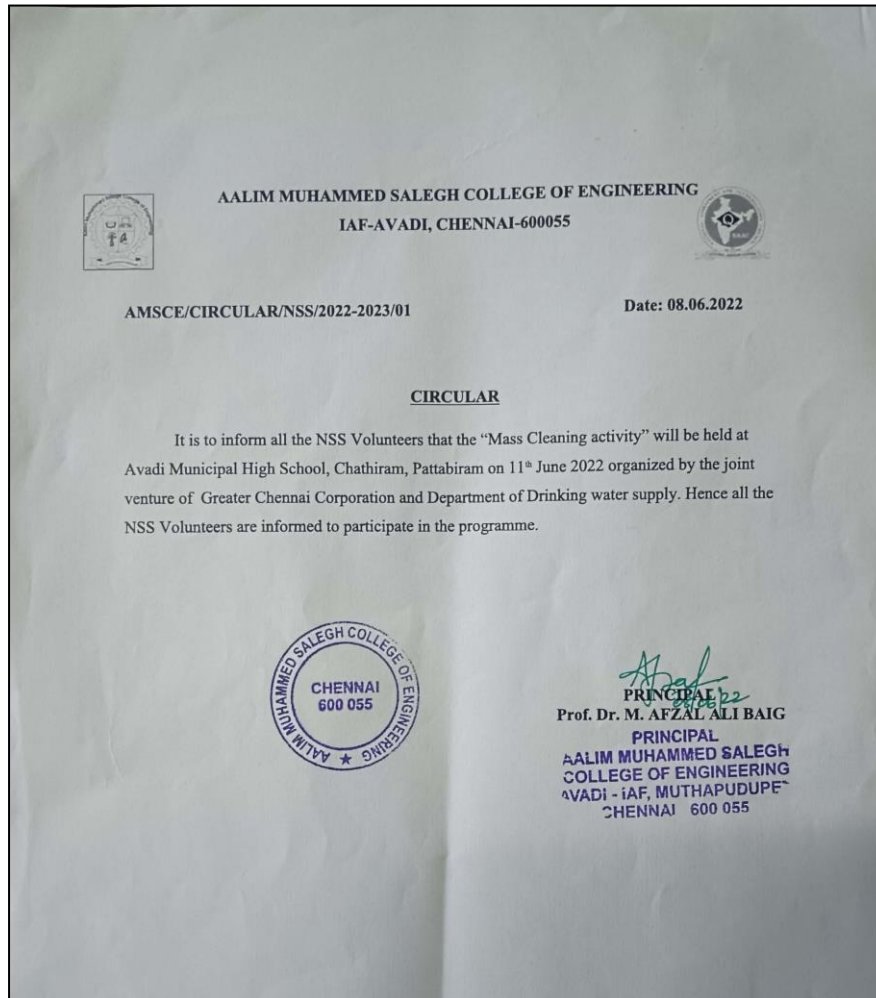 AALIM MUHAMMED SALEGH COLLEGE OF ENGINEERING
IAF-AVADI, CHENNAI-600055
AMSCE/CIRCULAR/NSS/2022-2023/01
Date: 08.06.2022
CIRCULAR
It is to inform all the NSS Volunteers that the “Mass Cleaning activity” will be held at
Avadi Municipal High School, Chathiram, Pattabiram on 11th June 2022 organized by the joint
venture of Greater Chennai Corporation and Department of Drinking water supply. Hence all the
NSS Volunteers are informed to participate in the programme.
AALIM MUHAMMED SALEGH COLLEGE OF ENGINEERING ★
CHENNAI
600 055
PRINCIPAL
Prof. Dr. M. AFZAL ALI BAIG
PRINCIPAL
AALIM MUHAMMED SALEGH
COLLEGE OF ENGINEERING
AVADI - IAF,
CHENNAI 600 055